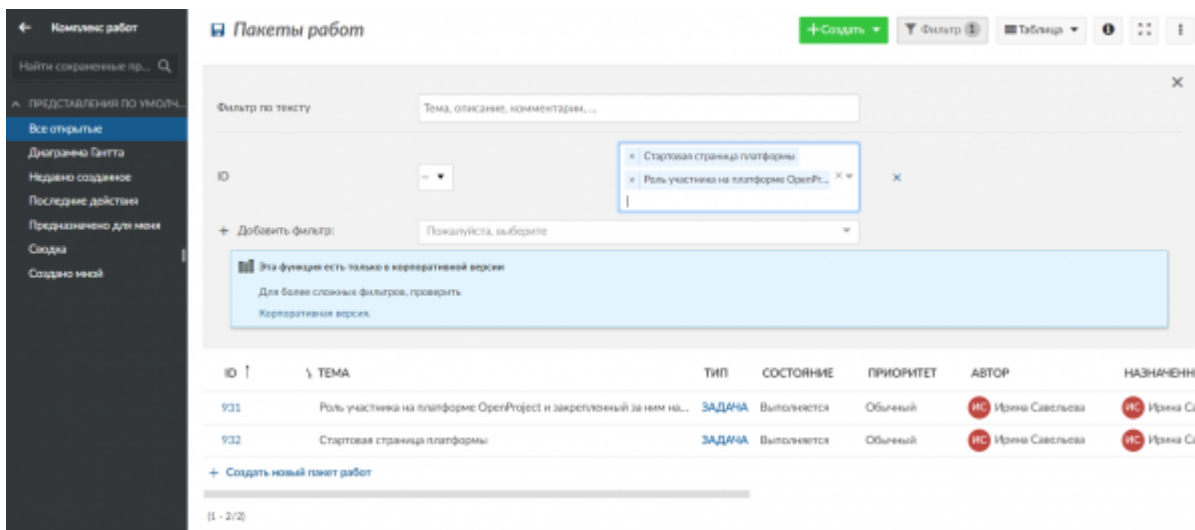 Комплекс работ
Пакеты работ
+ Создать
Фильтр 1
Таблица
Найти сохраненные пр...
ПРЕДСТАВЛЕНИЯ ПО УМОЛЧ...
Все открытые
Диаграмма Гантта
Недавно созданное
Последние действия
Предназначено для меня
Сводка
Создано мной
Фильтр по тексту
Тема, описание, комментарии, ...
ID
× Стартовая страница платформы
× Роль участника на платформе OpenPr...
+ Добавить фильтр:
Пожалуйста, выберите
Эта функция есть только в корпоративной версии
Для более сложных фильтров, проверить
Корпоративная версия.
ID ТЕМА ТИП СОСТОЯНИЕ ПРИОРИТЕТ АВТОР НАЗНАЧЕНН
931 Роль участника на платформе OpenProject и закрепленный за ним на... ЗАДАЧА Выполняется Обычный ИС Ирина Савельева ИС Ирина Са
932 Стартовая страница платформы ЗАДАЧА Выполняется Обычный ИС Ирина Савельева ИС Ирина Са
+ Создать новый пакет работ
(1 - 2/2)